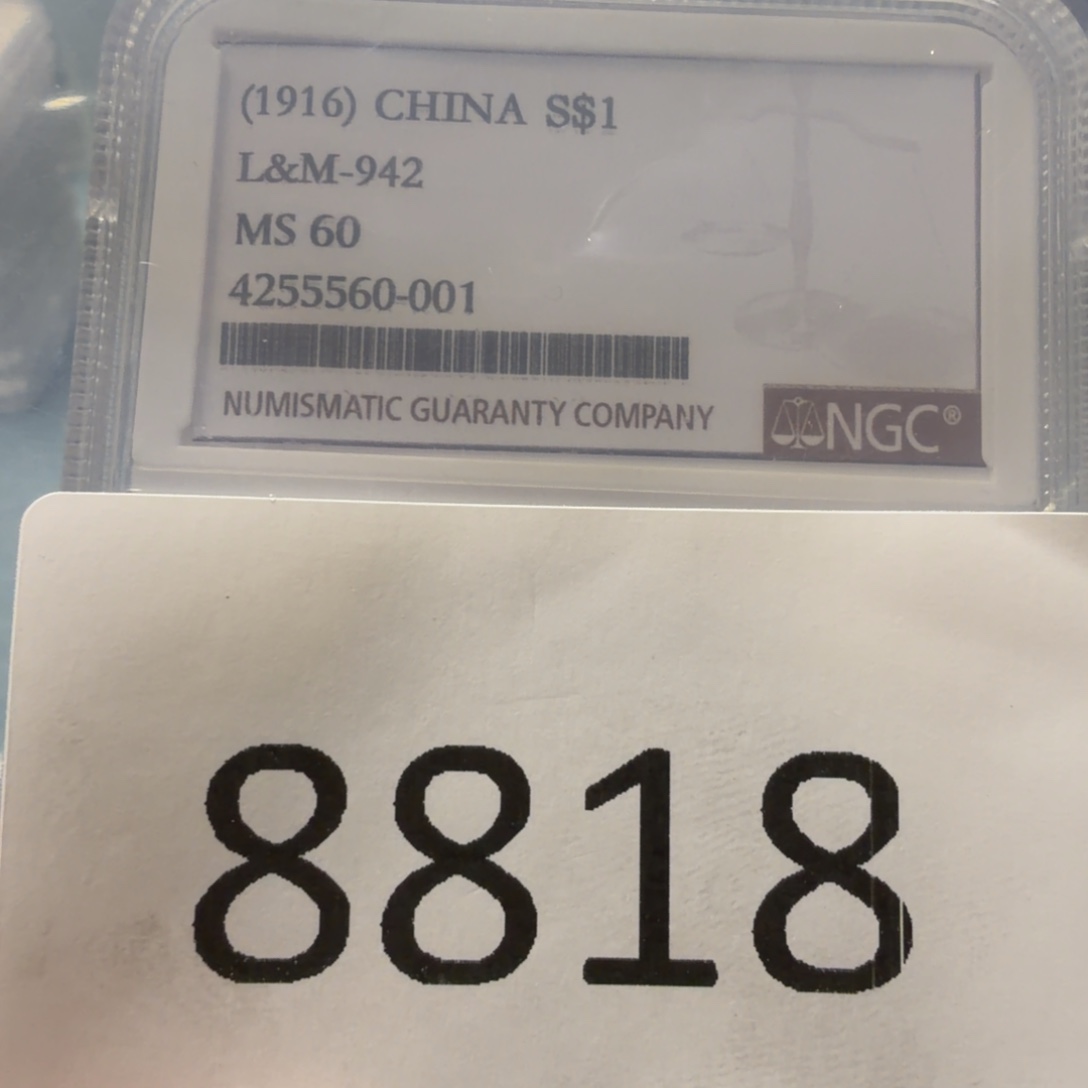 (1916) CHINA S$1
L&M-942
MS 60
4255560-001
NUMISMATIC GUARANTY COMPANY
NGC®
8818